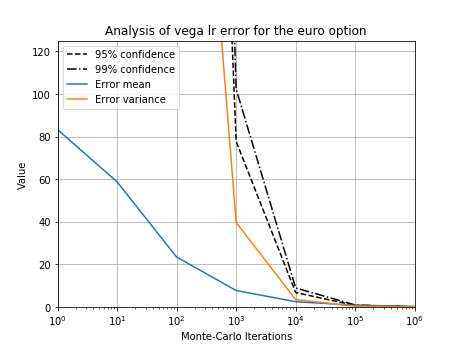 Analysis of vega lr error for the euro option
120
100
80
60
40
20
0
Value
95% confidence
99% confidence
Error mean
Error variance
10^0 10^1 10^2 10^3 10^4 10^5 10^6
Monte-Carlo Iterations